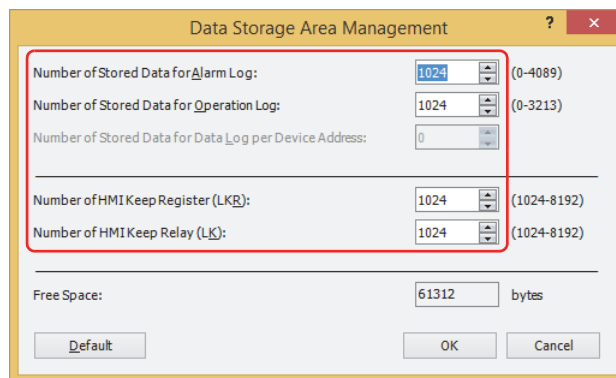 Data Storage Area Management ? ×
Number of Stored Data for Alarm Log: 1024 (0-4089)
Number of Stored Data for Operation Log: 1024 (0-3213)
Number of Stored Data for Data Log per Device Address: 0
Number of HMI Keep Register (LKR): 1024 (1024-8192)
Number of HMI Keep Relay (LK): 1024 (1024-8192)
Free Space: 61312 bytes
Default OK Cancel